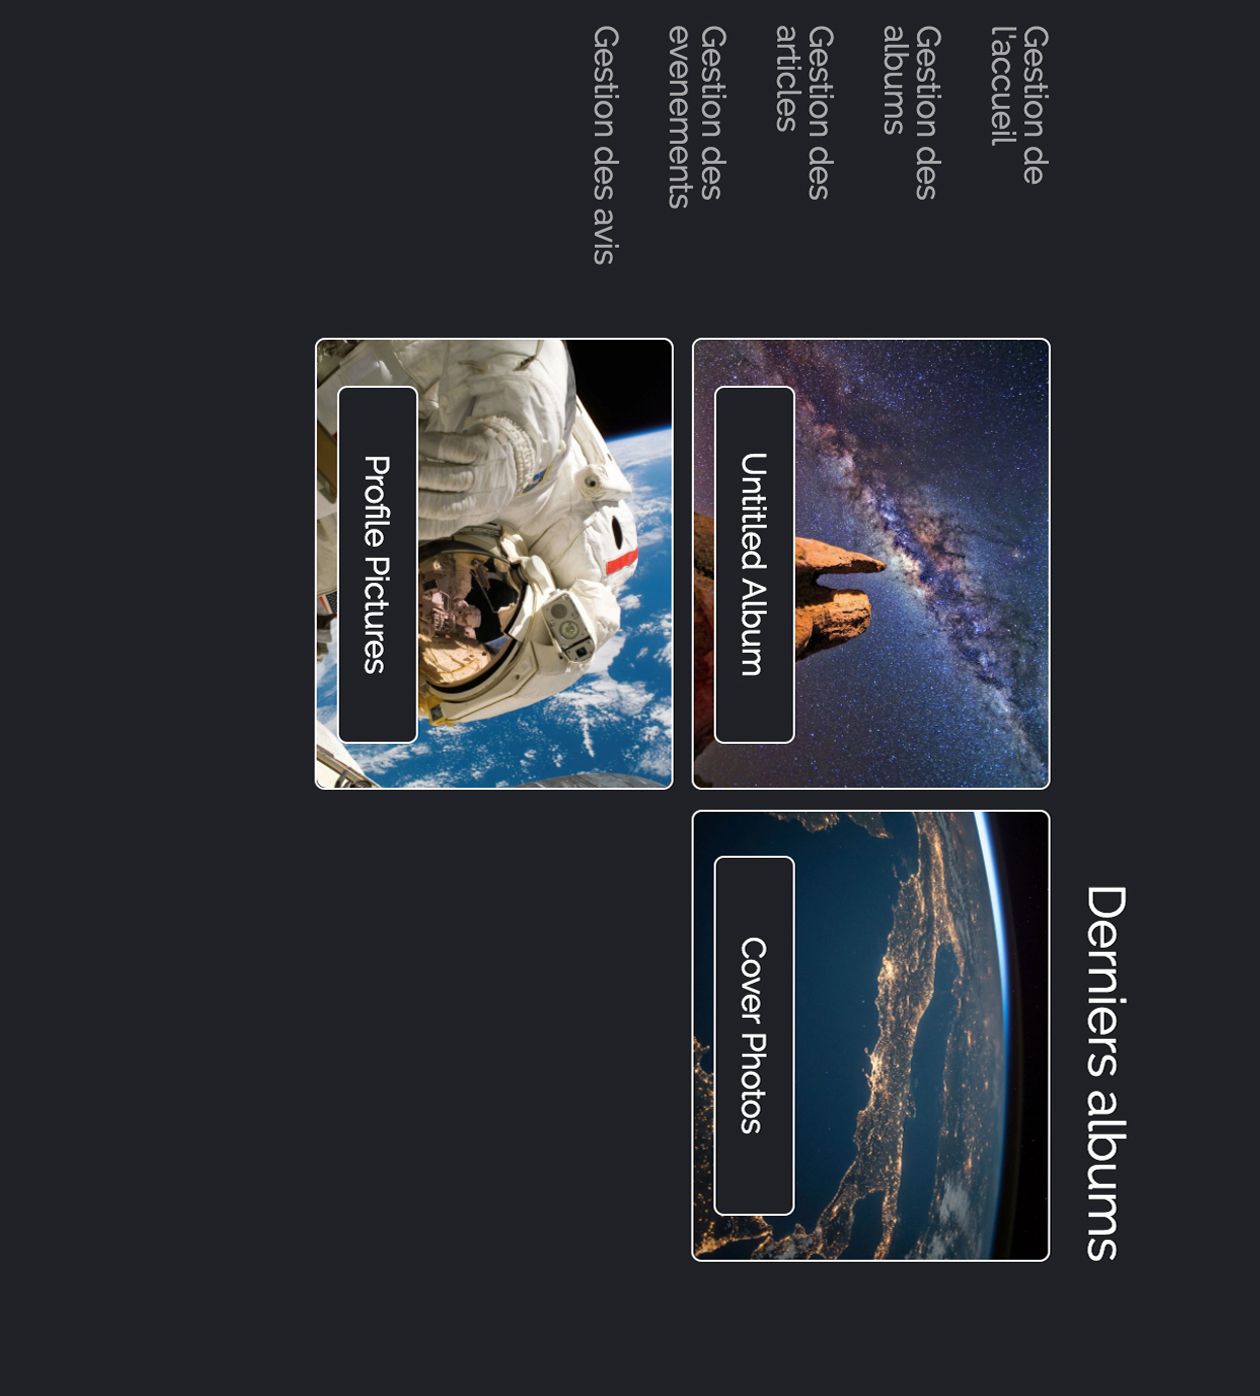 Derniers albums
Gestion de
l'accueil
Gestion des
albums
Gestion des
articles
Gestion des
evenements
Gestion des avis
Untitled Album
Cover Photos
Profile Pictures